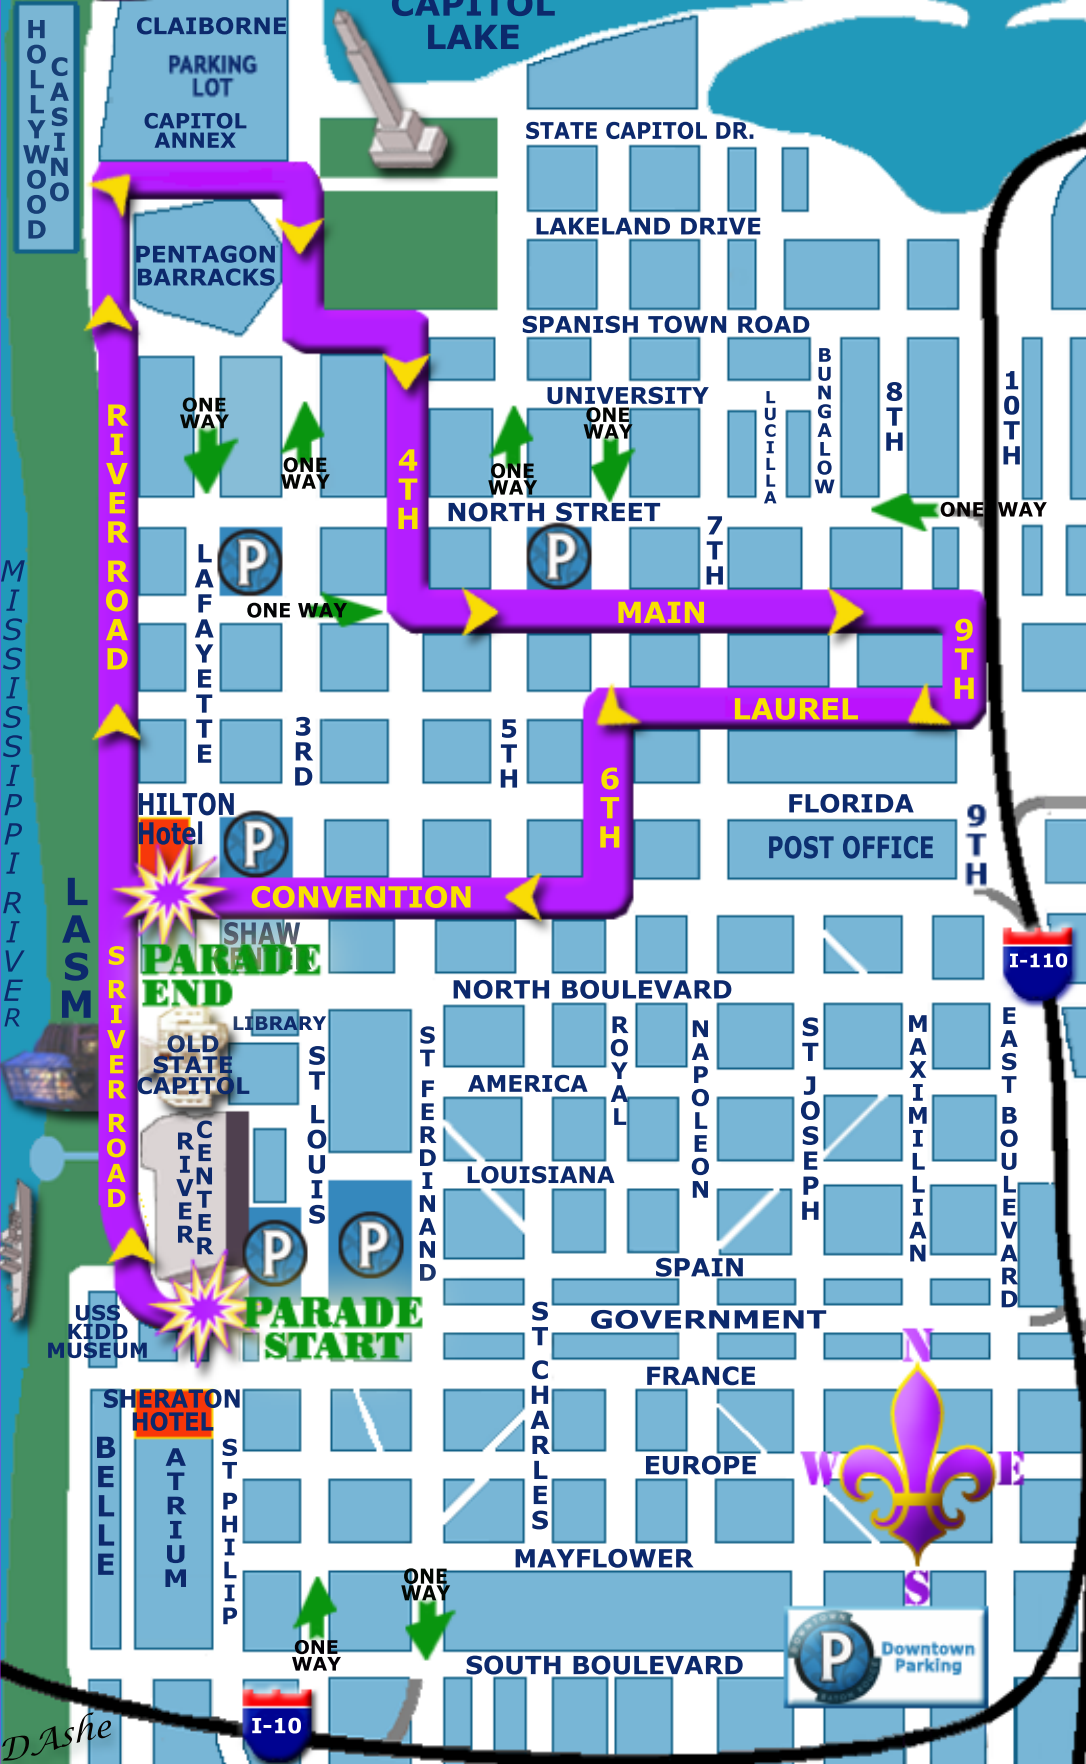 CAPITOL
LAKE
HOLLYWOOD
CASINO
CLAIBORNE
PARKING
LOT
CAPITOL
ANNEX
STATE CAPITOL DR.
LAKELAND DRIVE
PENTAGON
BARRACKS
SPANISH TOWN ROAD
UNIVERSITY
LUCILLA
BUNGALOW
8TH
10TH
ONE
WAY
ONE
WAY
ONE
WAY
ONE
WAY
RIVER ROAD
4TH
NORTH STREET
7TH
ONE WAY
LAFAYETTE
P
P
ONE WAY
MAIN
9TH
MISSISSIPPI RIVER
LAUREL
3RD
5TH
6TH
HILTON
Hotel
P
FLORIDA
POST OFFICE
9TH
CONVENTION
LASM
SHAW
PARADE
END
I-110
S RIVER ROAD
NORTH BOULEVARD
LIBRARY
OLD
STATE
CAPITOL
ST LOUIS
ST FERDINAND
ROYAL
NAPOLEON
ST JOSEPH
MAXIMILLIAN
EAST BOULEVARD
AMERICA
RIVER
CENTER
LOUISIANA
P
P
SPAIN
PARADE
START
GOVERNMENT
USS
KIDD
MUSEUM
ST CHARLES
FRANCE
N
W
E
S
SHERATON
HOTEL
BELLE
ATRIUM
ST PHILIP
EUROPE
MAYFLOWER
ONE
WAY
ONE
WAY
SOUTH BOULEVARD
P
Downtown
Parking
I-10
DAshe